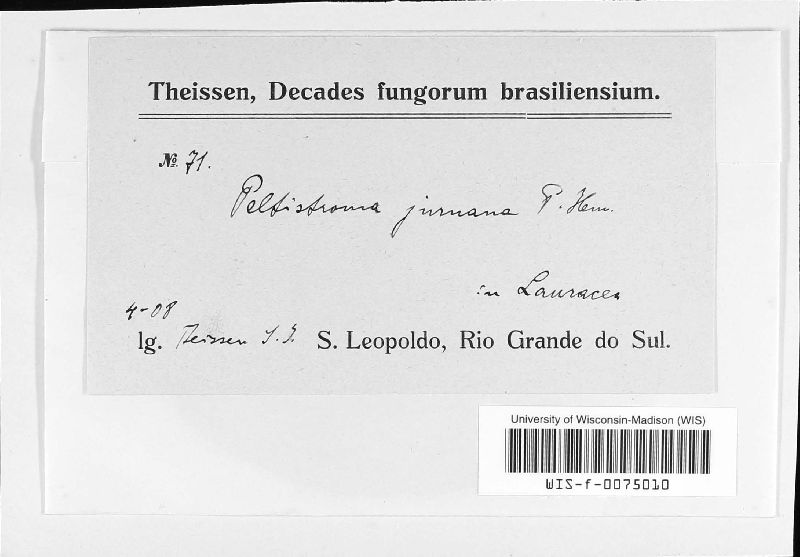 Theissen, Decades fungorum brasiliensium.
№ 71.
Peltistroma juruana P. Henn.
in Lauracea
4-08
lg. Theissen S. J. S. Leopoldo, Rio Grande do Sul.
University of Wisconsin-Madison (WIS)
WIS-f-0075010